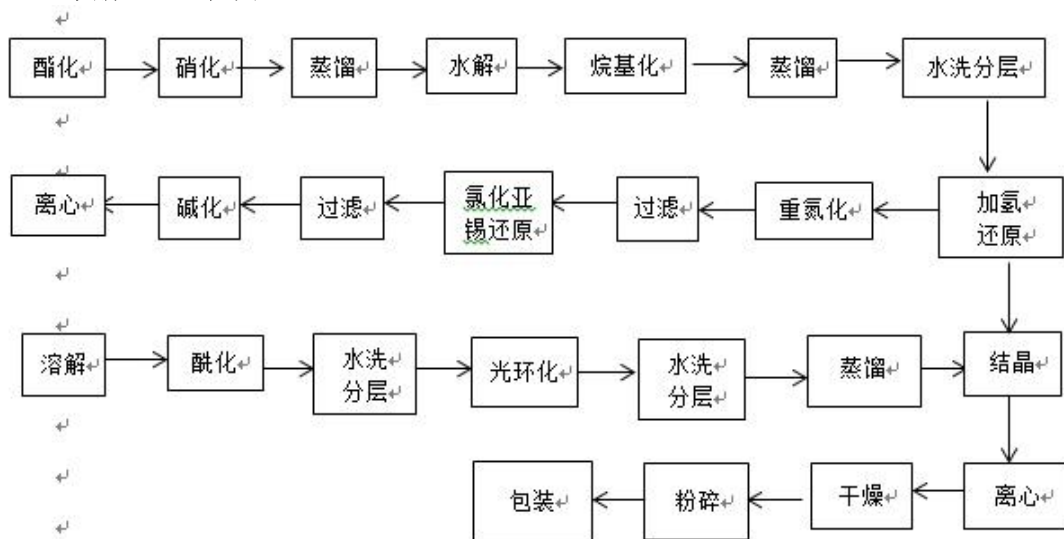 酯化
硝化
蒸馏
水解
烷基化
蒸馏
水洗分层
离心
碱化
过滤
氯化亚
锡还原
过滤
重氮化
加氢
还原
溶解
酰化
水洗
分层
光环化
水洗
分层
蒸馏
结晶
包装
粉碎
干燥
离心